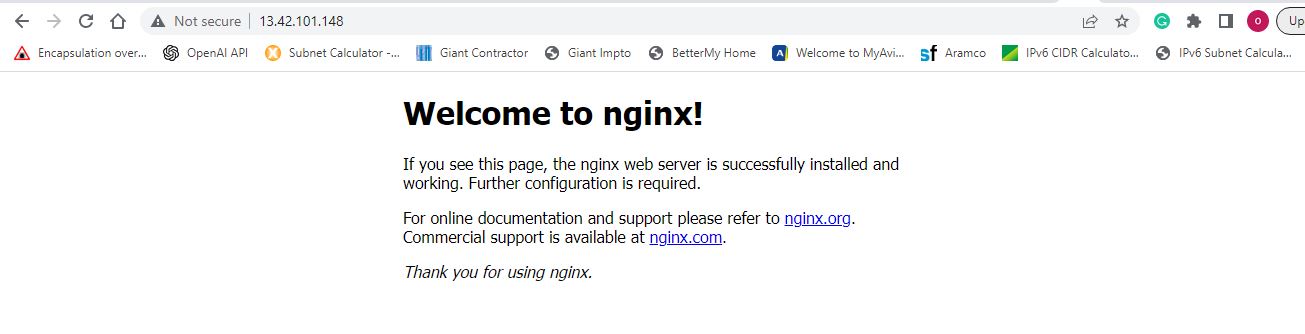 Not secure 13.42.101.148 o Up
Encapsulation over... OpenAI API Subnet Calculator -... Giant Contractor Giant Impto BetterMy Home A Welcome to MyAvi... sf Aramco IPv6 CIDR Calculato... IPv6 Subnet Calcula...
Welcome to nginx!
If you see this page, the nginx web server is successfully installed and
working. Further configuration is required.
For online documentation and support please refer to nginx.org.
Commercial support is available at nginx.com.
Thank you for using nginx.